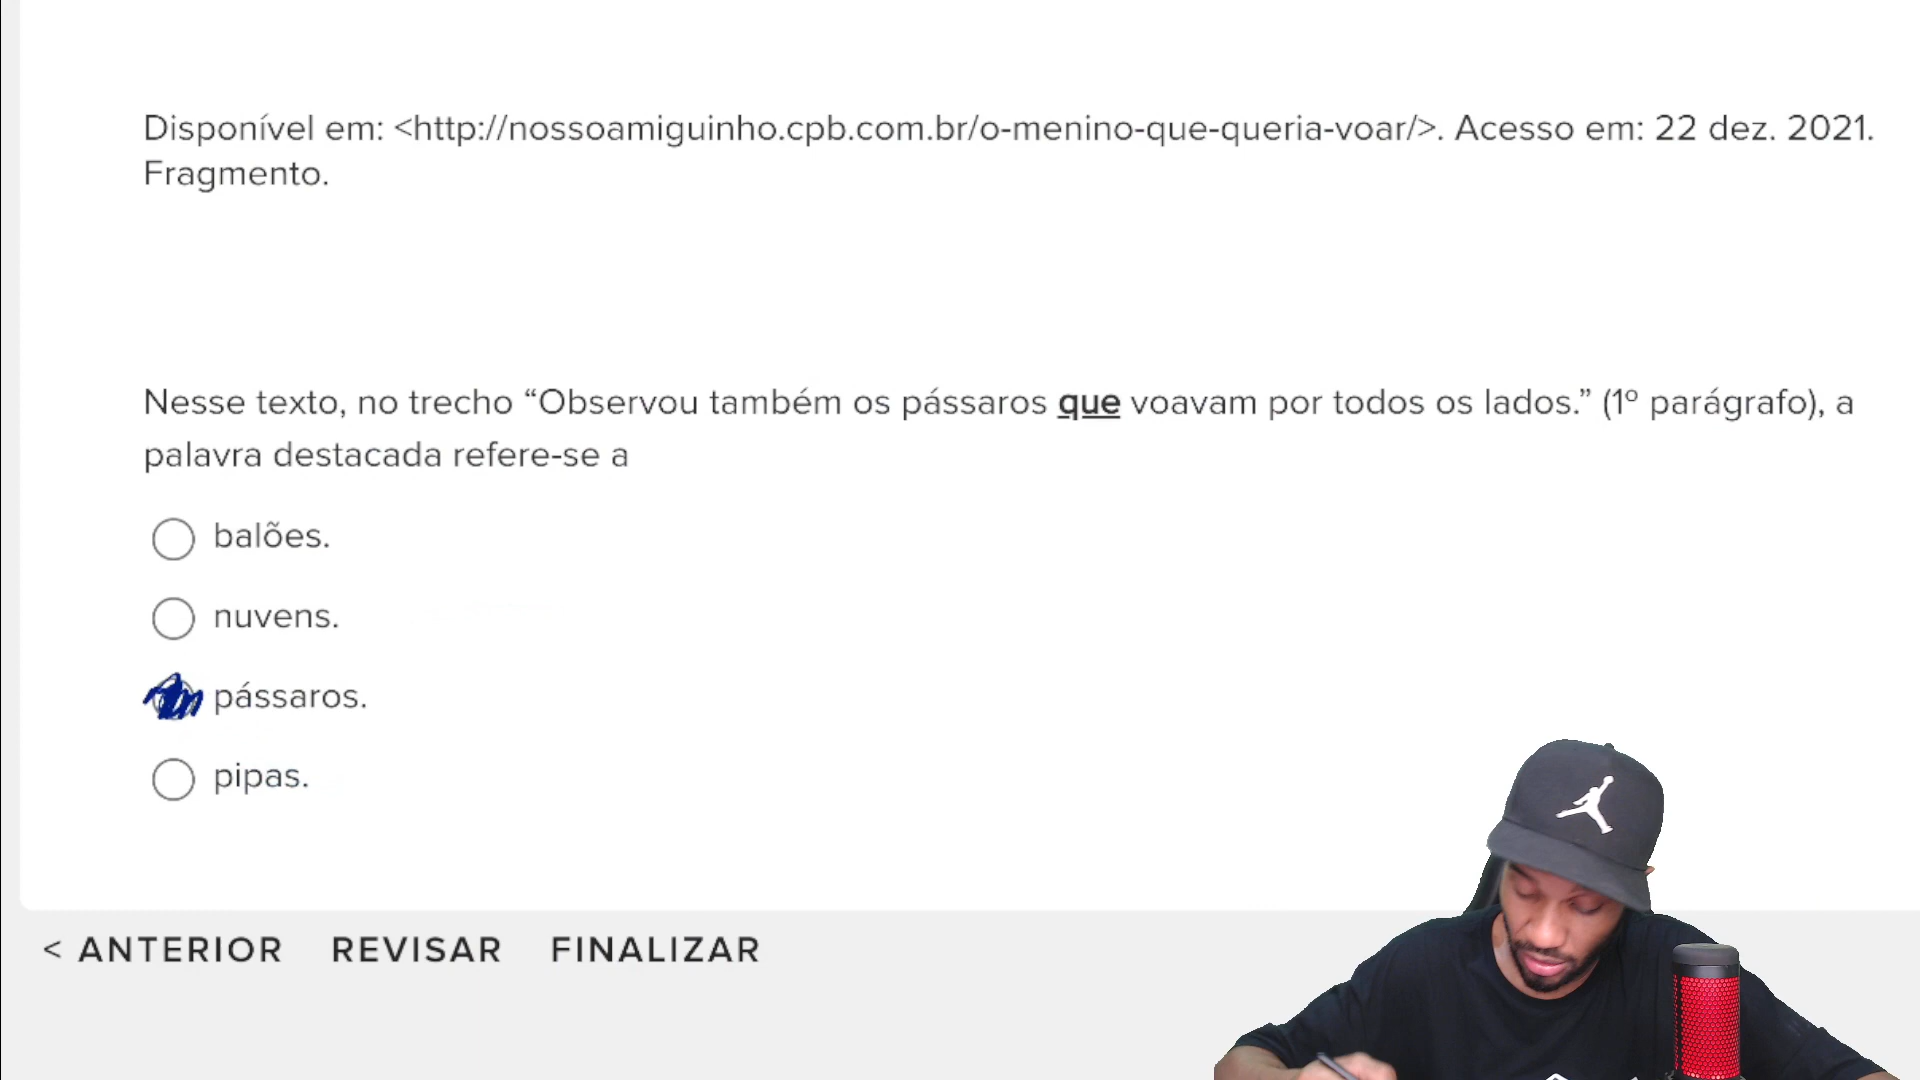 Disponível em: <http://nossoamiguinho.cpb.com.br/o-menino-que-queria-voar/>. Acesso em: 22 dez. 2021.
Fragmento.
Nesse texto, no trecho “Observou também os pássaros que voavam por todos os lados.” (1º parágrafo), a
palavra destacada refere-se a
balões.
nuvens.
pássaros.
pipas.
< ANTERIOR REVISAR FINALIZAR